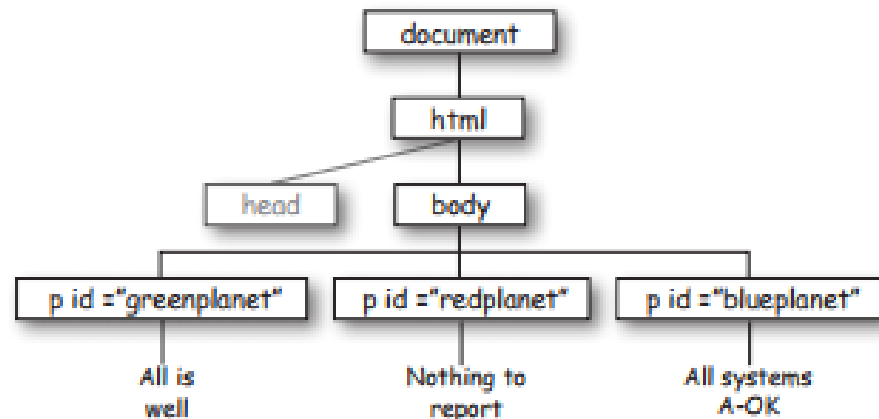 document
html
head
body
p id ="greenplanet"
p id ="redplanet"
p id ="blueplanet"
All is
well
Nothing to
report
All systems
A-OK